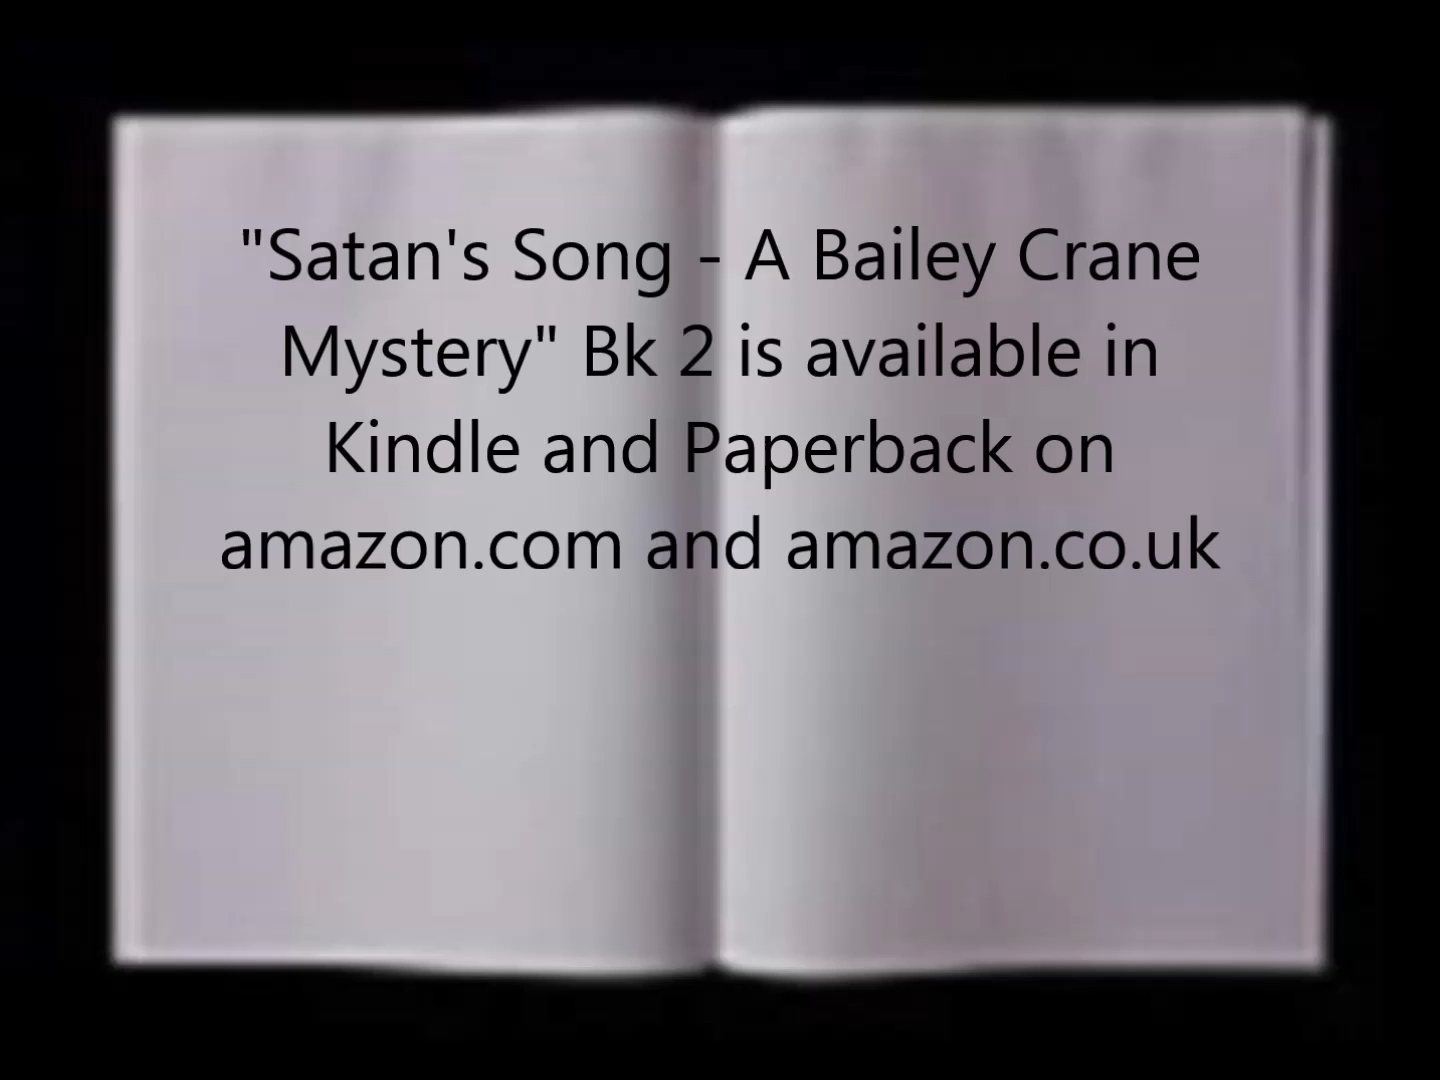 "Satan's Song - A Bailey Crane
Mystery" Bk 2 is available in
Kindle and Paperback on
amazon.com and amazon.co.uk